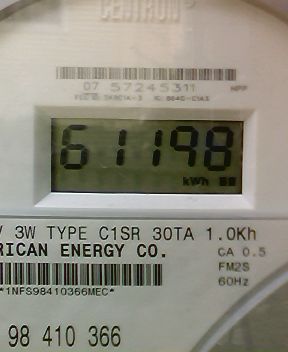 CENTRON
07 57245311
61198
kWh
V 3W TYPE C1SR 30TA 1.0Kh
RICAN ENERGY CO.
CA 0.5
FM2S
60Hz
*1NFS98410366MEC*
98 410 366